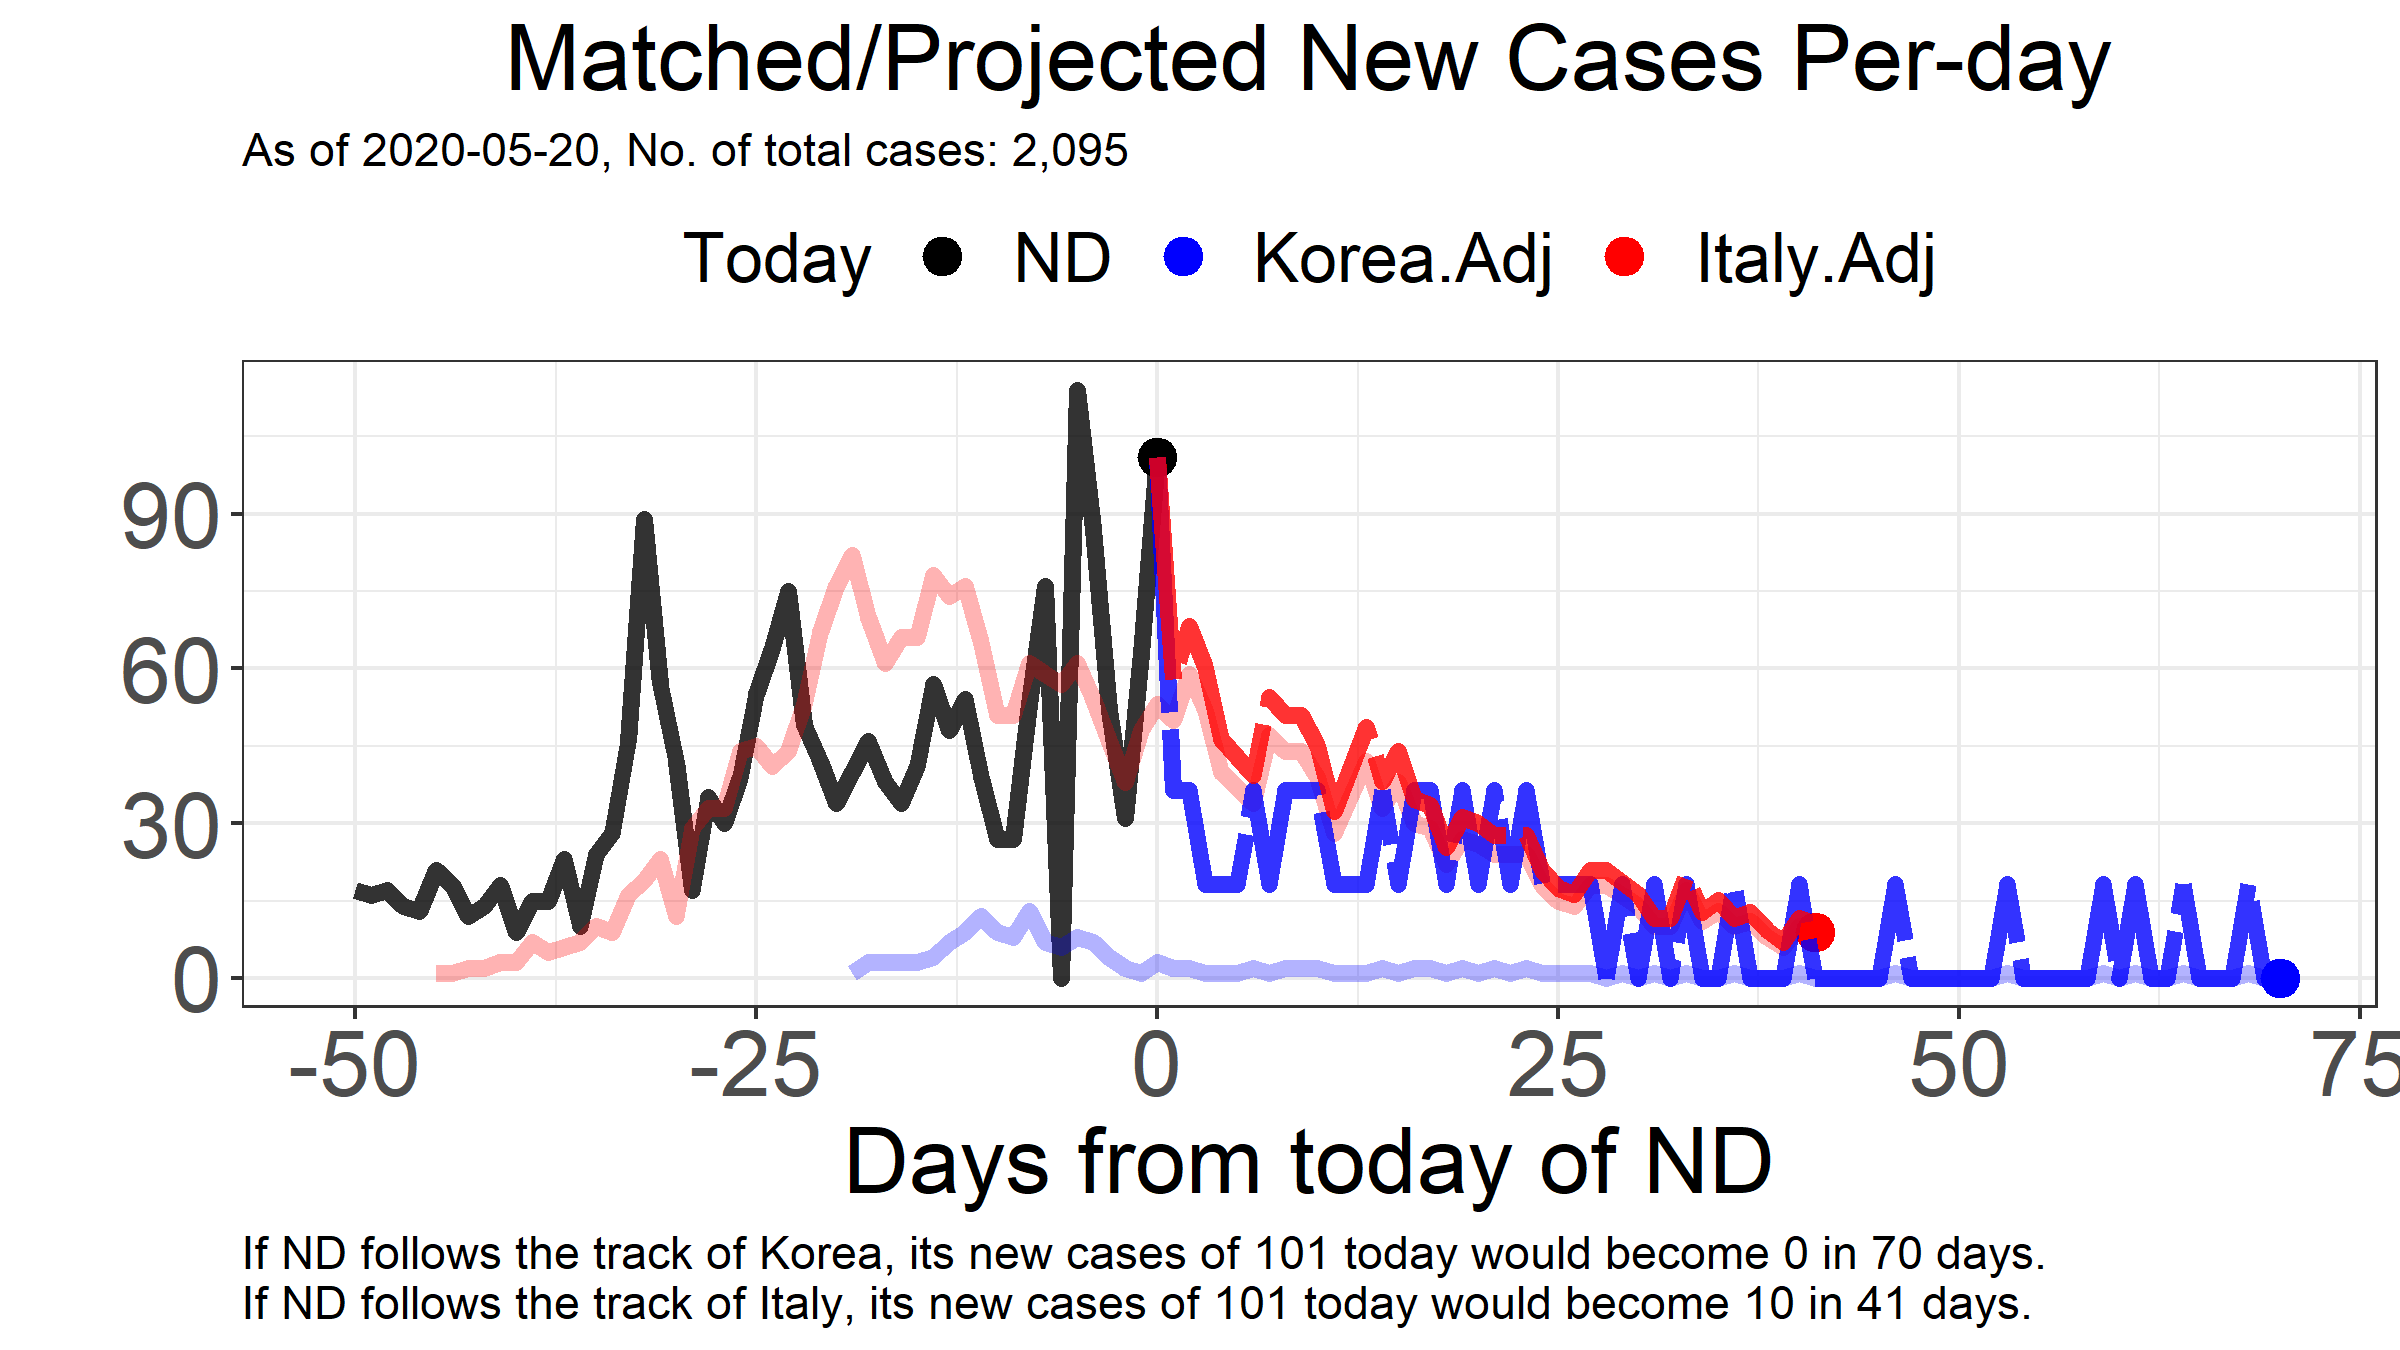 Matched/Projected New Cases Per-day
As of 2020-05-20, No. of total cases: 2,095
Today ND Korea.Adj Italy.Adj
90
60
30
0
-50 -25 0 25 50 75
Days from today of ND
If ND follows the track of Korea, its new cases of 101 today would become 0 in 70 days.
If ND follows the track of Italy, its new cases of 101 today would become 10 in 41 days.